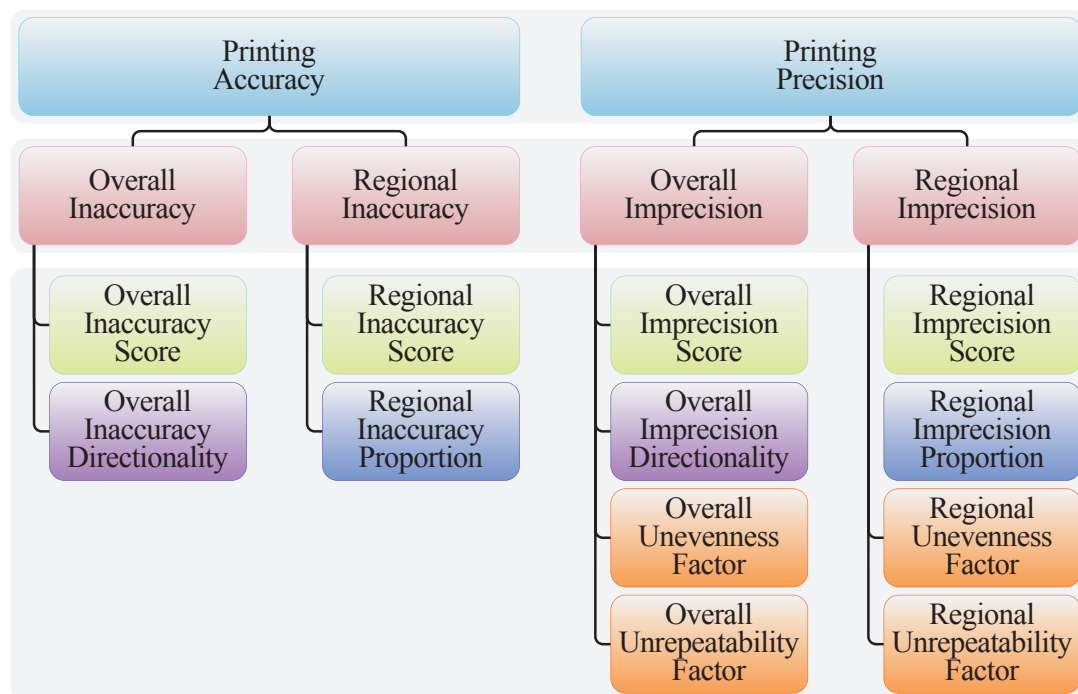 Printing
Accuracy
Printing
Precision
Overall
Inaccuracy
Regional
Inaccuracy
Overall
Imprecision
Regional
Imprecision
Overall
Inaccuracy
Score
Regional
Inaccuracy
Score
Overall
Imprecision
Score
Regional
Imprecision
Score
Overall
Inaccuracy
Directionality
Regional
Inaccuracy
Proportion
Overall
Imprecision
Directionality
Regional
Imprecision
Proportion
Overall
Unevenness
Factor
Regional
Unevenness
Factor
Overall
Unrepeatability
Factor
Regional
Unrepeatability
Factor